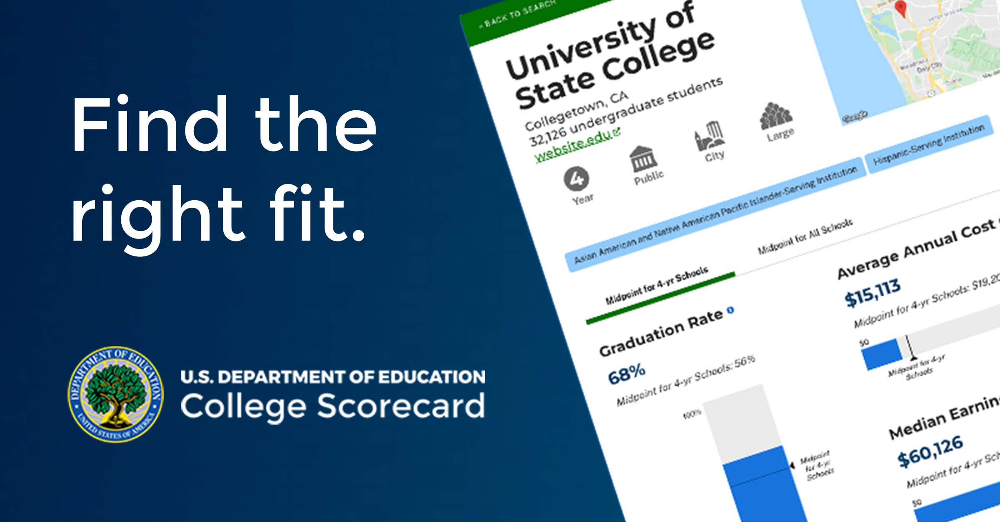 Find the
right fit.
DEPARTMENT OF EDUCATION
UNITED STATES OF AMERICA
U.S. DEPARTMENT OF EDUCATION
College Scorecard
« BACK TO SEARCH
University of
State College
Collegetown, CA
32,126 undergraduate students
website.edu
4
Year
Public
City
Large
Daly City
Google
Asian American and Native American Pacific Islander-Serving Institution
Hispanic-Serving Institution
Midpoint for 4-yr Schools
Midpoint for All Schools
Graduation Rate
68%
Midpoint for 4-yr Schools: 56%
100%
Midpoint
for 4-yr
Schools
Average Annual Cost
$15,113
Midpoint for 4-yr Schools: $19,20
$0
Midpoint for 4-yr
Schools
Median Earnin
$60,126
Midpoint for 4-yr Sch
$0